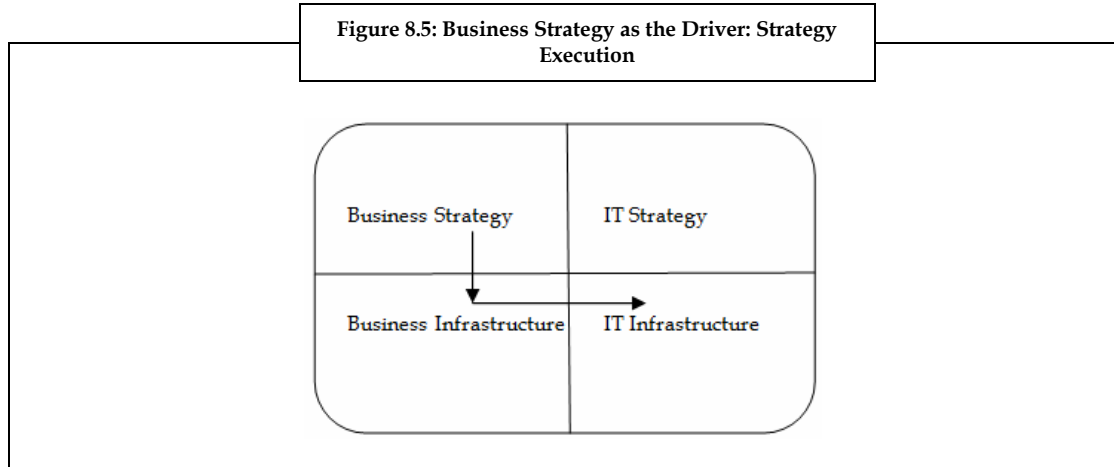 Figure 8.5: Business Strategy as the Driver: Strategy
Execution
Business Strategy
IT Strategy
Business Infrastructure
IT Infrastructure